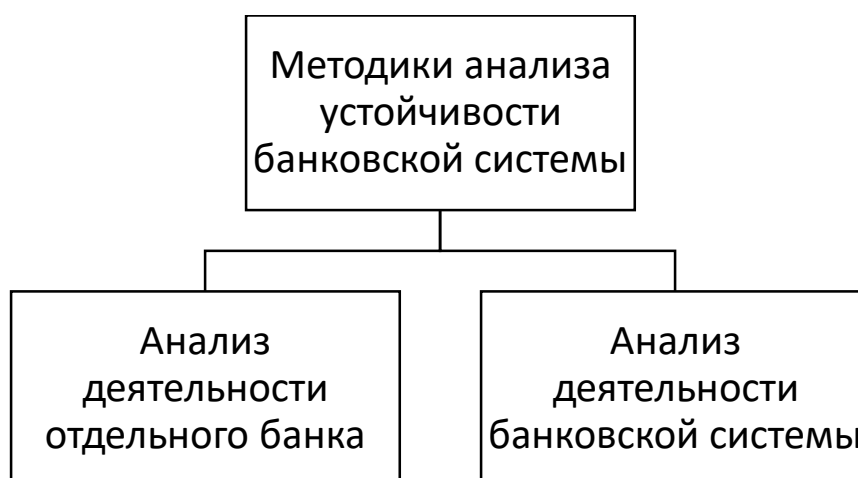 Методики анализа
устойчивости
банковской системы
Анализ
деятельности
отдельного банка
Анализ
деятельности
банковской системы